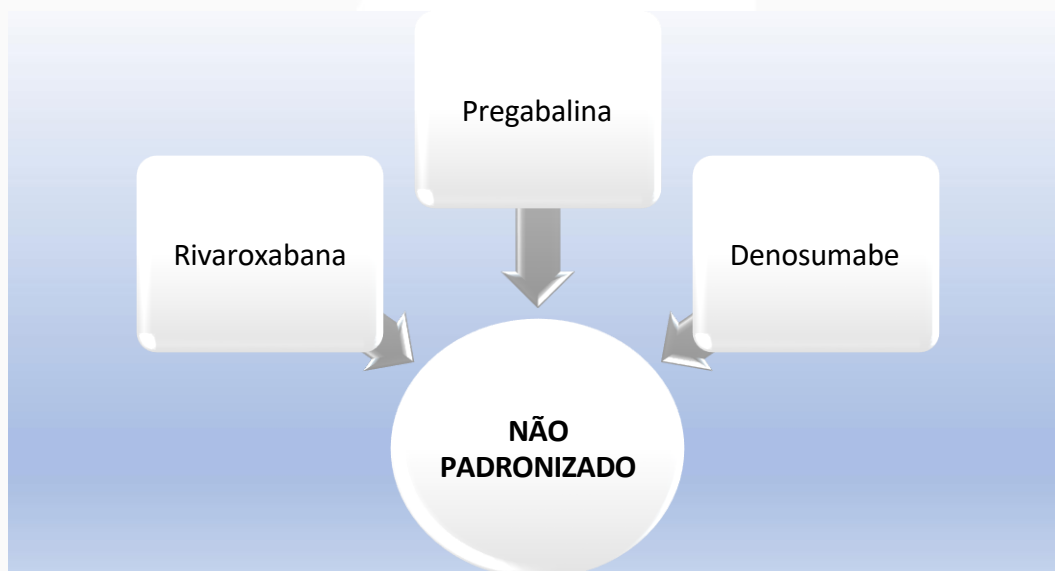 Pregabalina
Rivaroxabana
Denosumabe
NÃO
PADRONIZADO